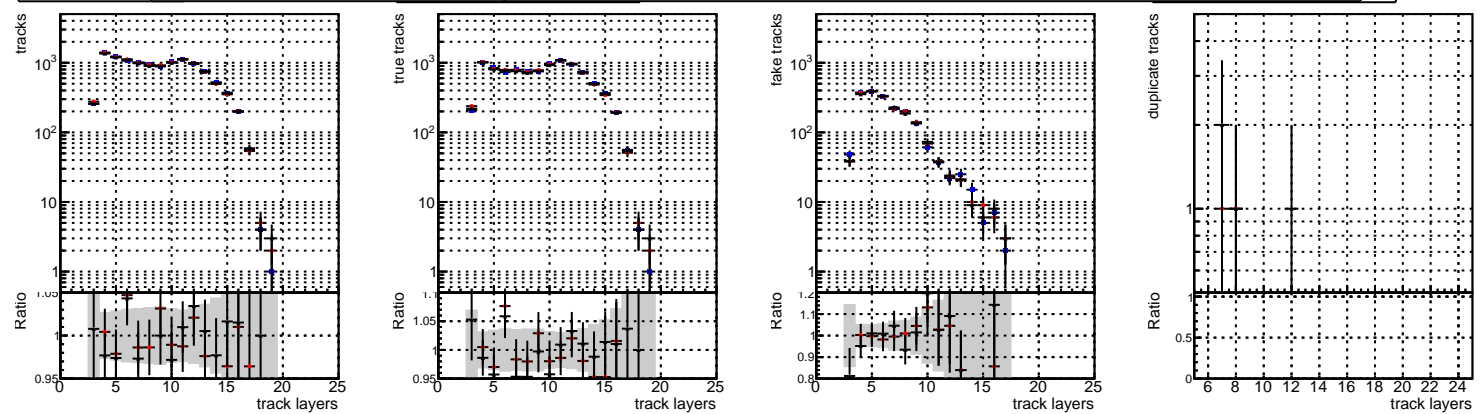 tracks
10³
10²
10
1
Ratio
1.05
1
0.95
0 5 10 15 20 25
track layers
true tracks
10³
10²
10
1
Ratio
1.1
1.05
1
0.95
0 5 10 15 20 25
track layers
fake tracks
10³
10²
10
1
Ratio
1.2
1.1
1
0.9
0.8
0 5 10 15 20 25
track layers
duplicate tracks
1
Ratio
1
0.5
0
6 8 10 12 14 16 18 20 22 24
track layers